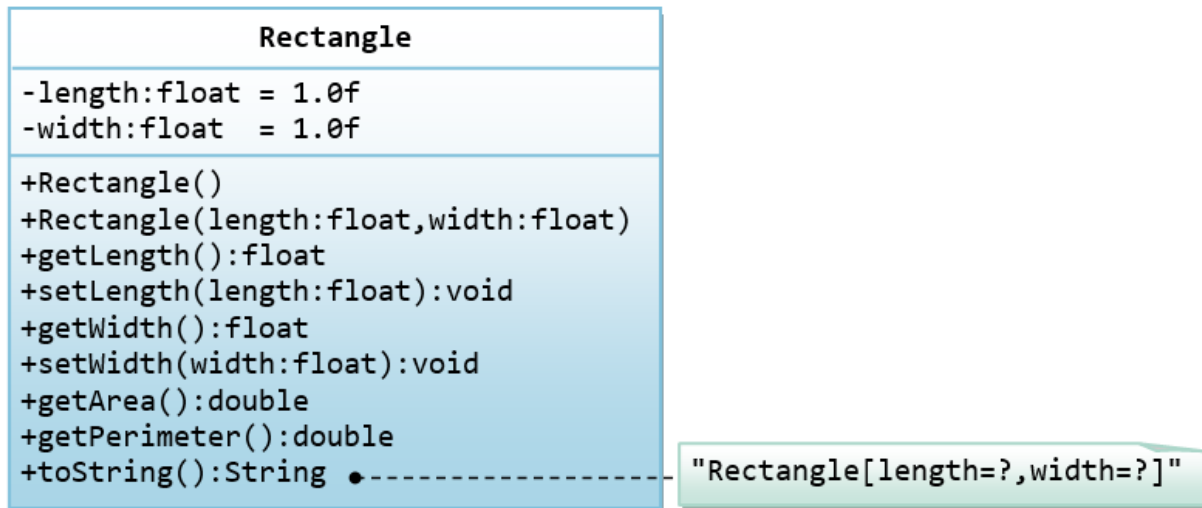 Rectangle
-length:float = 1.0f
-width:float  = 1.0f
+Rectangle()
+Rectangle(length:float,width:float)
+getLength():float
+setLength(length:float):void
+getWidth():float
+setWidth(width:float):void
+getArea():double
+getPerimeter():double
+toString():String
"Rectangle[length=?,width=?]"